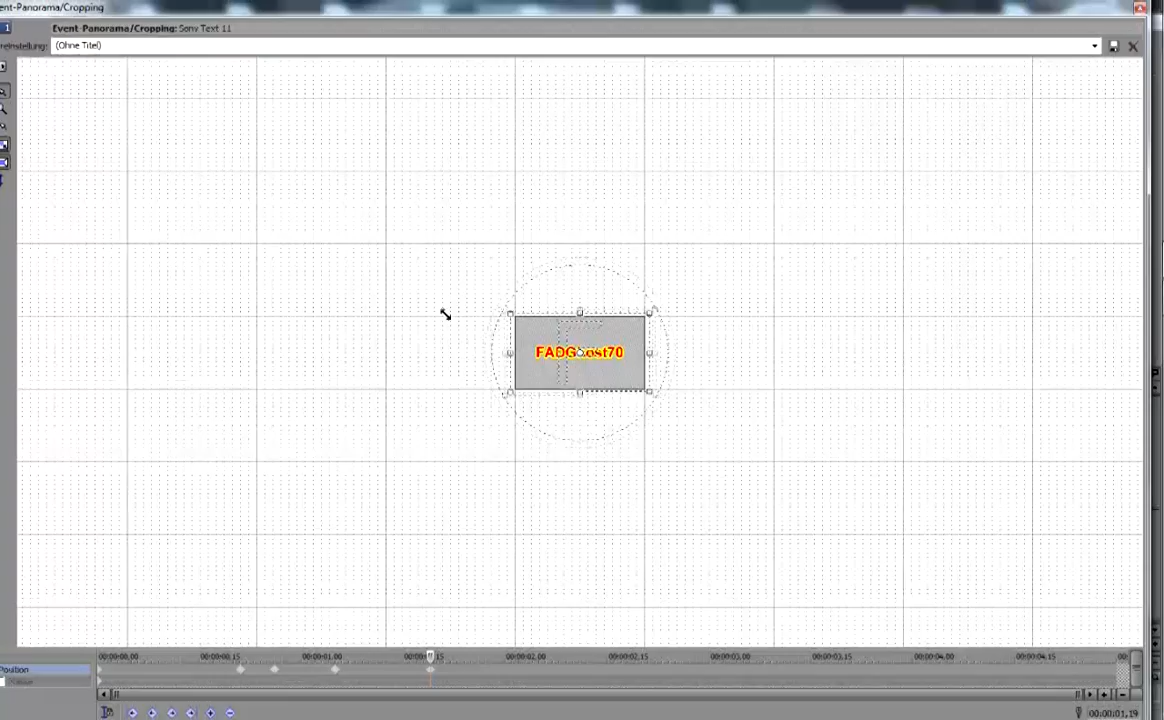 ent-Panorama/Cropping
1
Event-Panorama/Cropping: Sony Text 11
reinstellung: (Ohne Titel)
FADGhost70
00:00:00,00 00:00:00,15 00:00:01,00 00:00:01,15 00:00:02,00 00:00:02,15 00:00:03,00 00:00:03,15 00:00:04,00 00:00:04,15 00:
Position
00:00:01,19